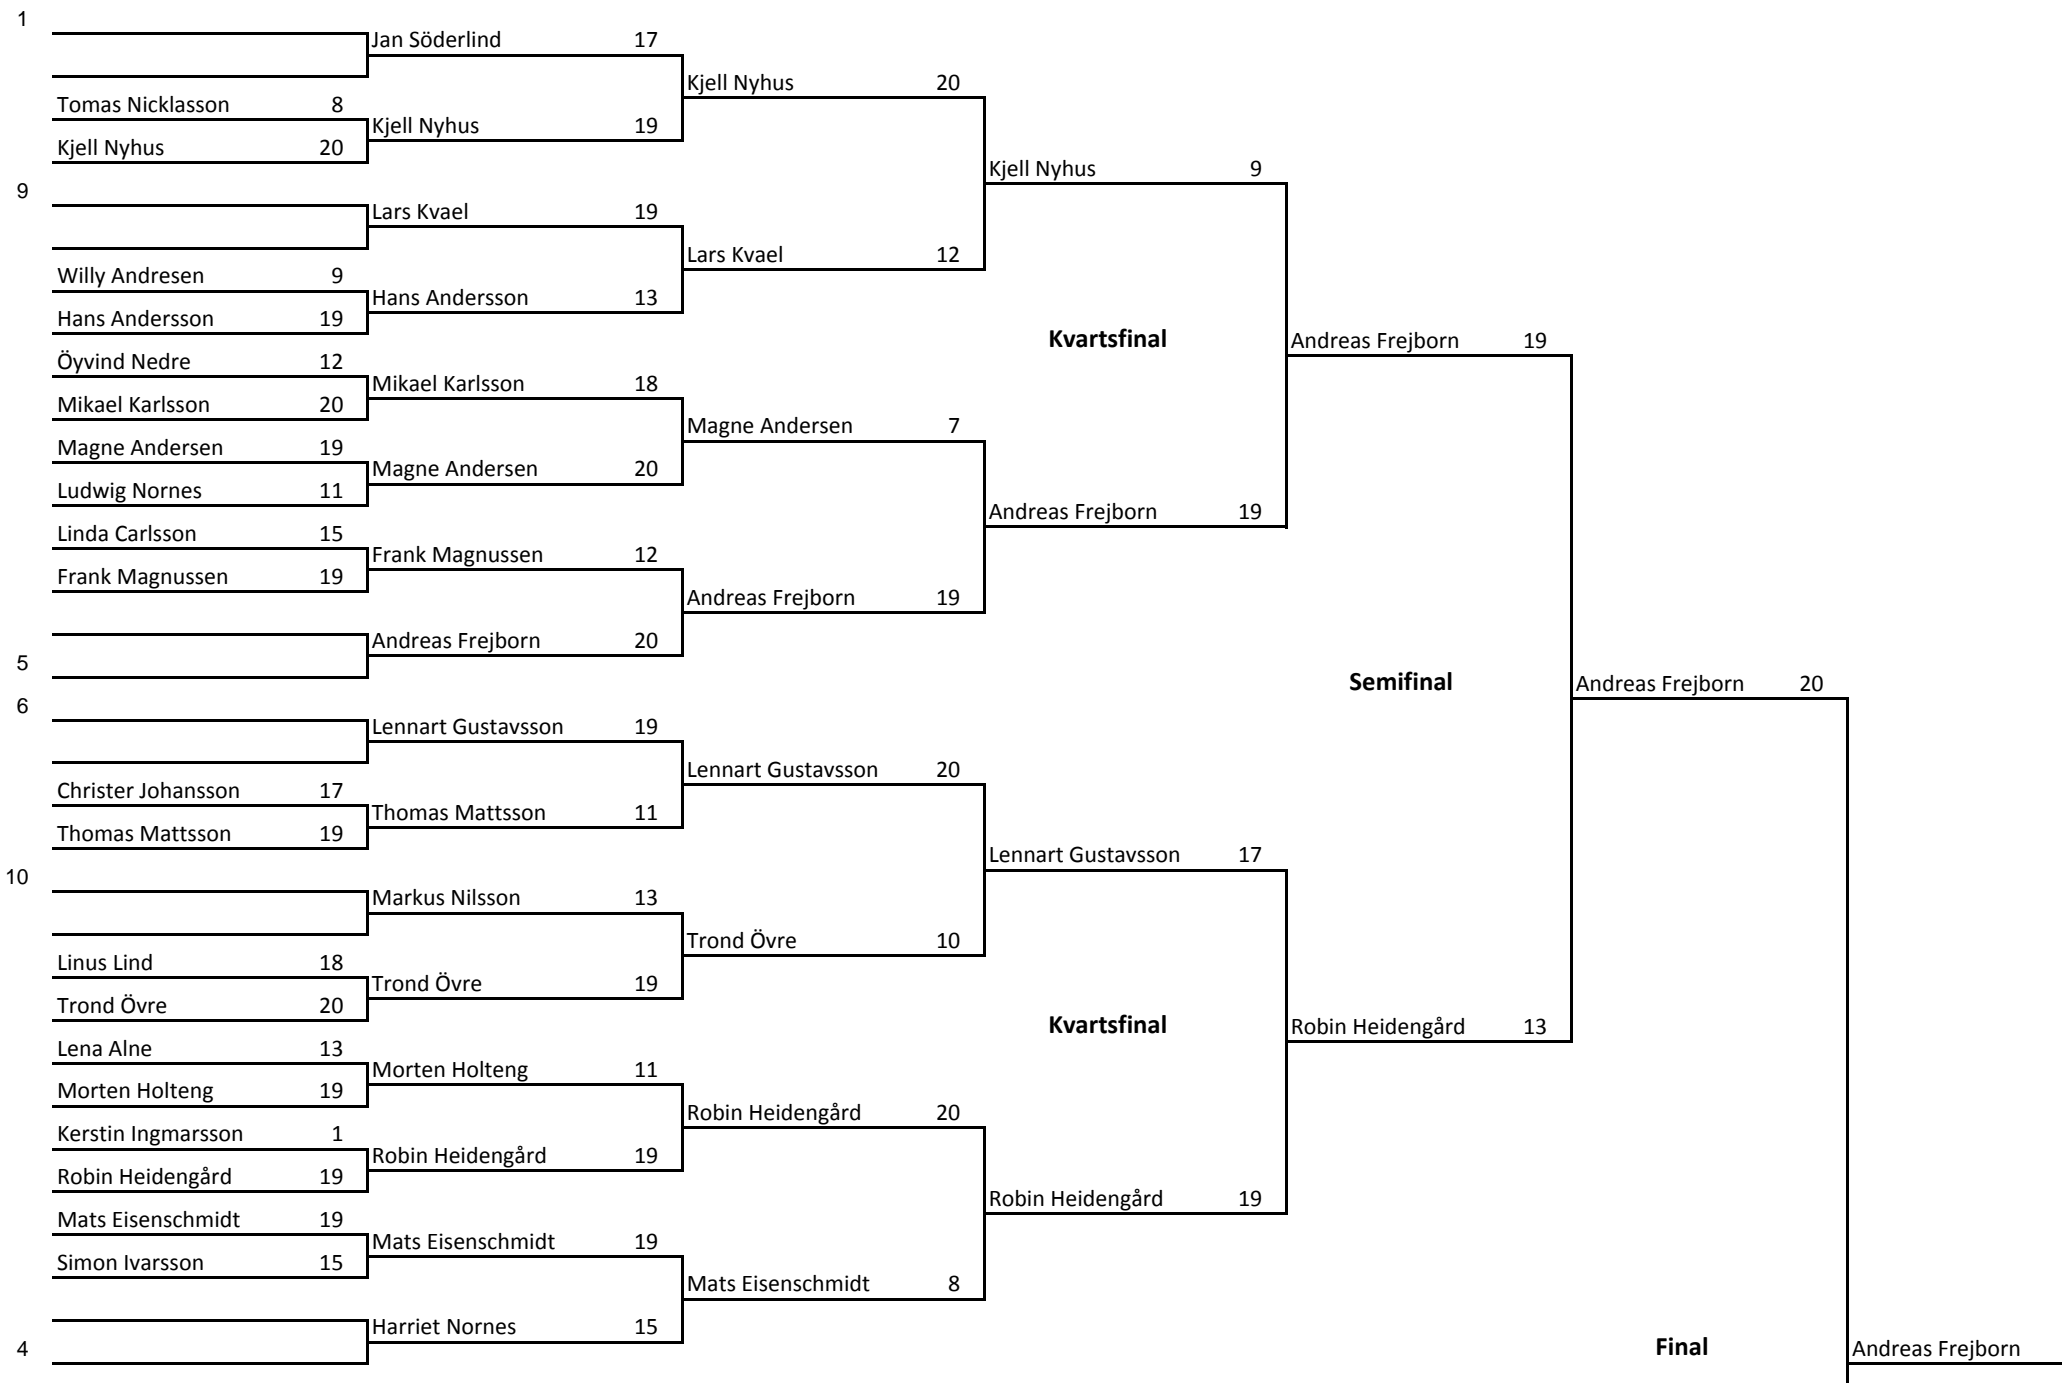 1
Jan Söderlind 17
Kjell Nyhus 20
Tomas Nicklasson 8
Kjell Nyhus 19
Kjell Nyhus 20
Kjell Nyhus 9
9
Lars Kvael 19
Lars Kvael 12
Willy Andresen 9
Hans Andersson 13
Hans Andersson 19
Kvartsfinal
Andreas Frejborn 19
Öyvind Nedre 12
Mikael Karlsson 18
Mikael Karlsson 20
Magne Andersen 7
Magne Andersen 19
Magne Andersen 20
Ludwig Nornes 11
Andreas Frejborn 19
Linda Carlsson 15
Frank Magnussen 12
Frank Magnussen 19
Andreas Frejborn 19
Andreas Frejborn 20
5
Semifinal
Andreas Frejborn 20
6
Lennart Gustavsson 19
Lennart Gustavsson 20
Christer Johansson 17
Thomas Mattsson 11
Thomas Mattsson 19
Lennart Gustavsson 17
10
Markus Nilsson 13
Trond Övre 10
Linus Lind 18
Trond Övre 19
Trond Övre 20
Kvartsfinal
Robin Heidengård 13
Lena Alne 13
Morten Holteng 11
Morten Holteng 19
Robin Heidengård 20
Kerstin Ingmarsson 1
Robin Heidengård 19
Robin Heidengård 19
Robin Heidengård 19
Mats Eisenschmidt 19
Mats Eisenschmidt 19
Simon Ivarsson 15
Mats Eisenschmidt 8
Harriet Nornes 15
4
Final
Andreas Frejborn